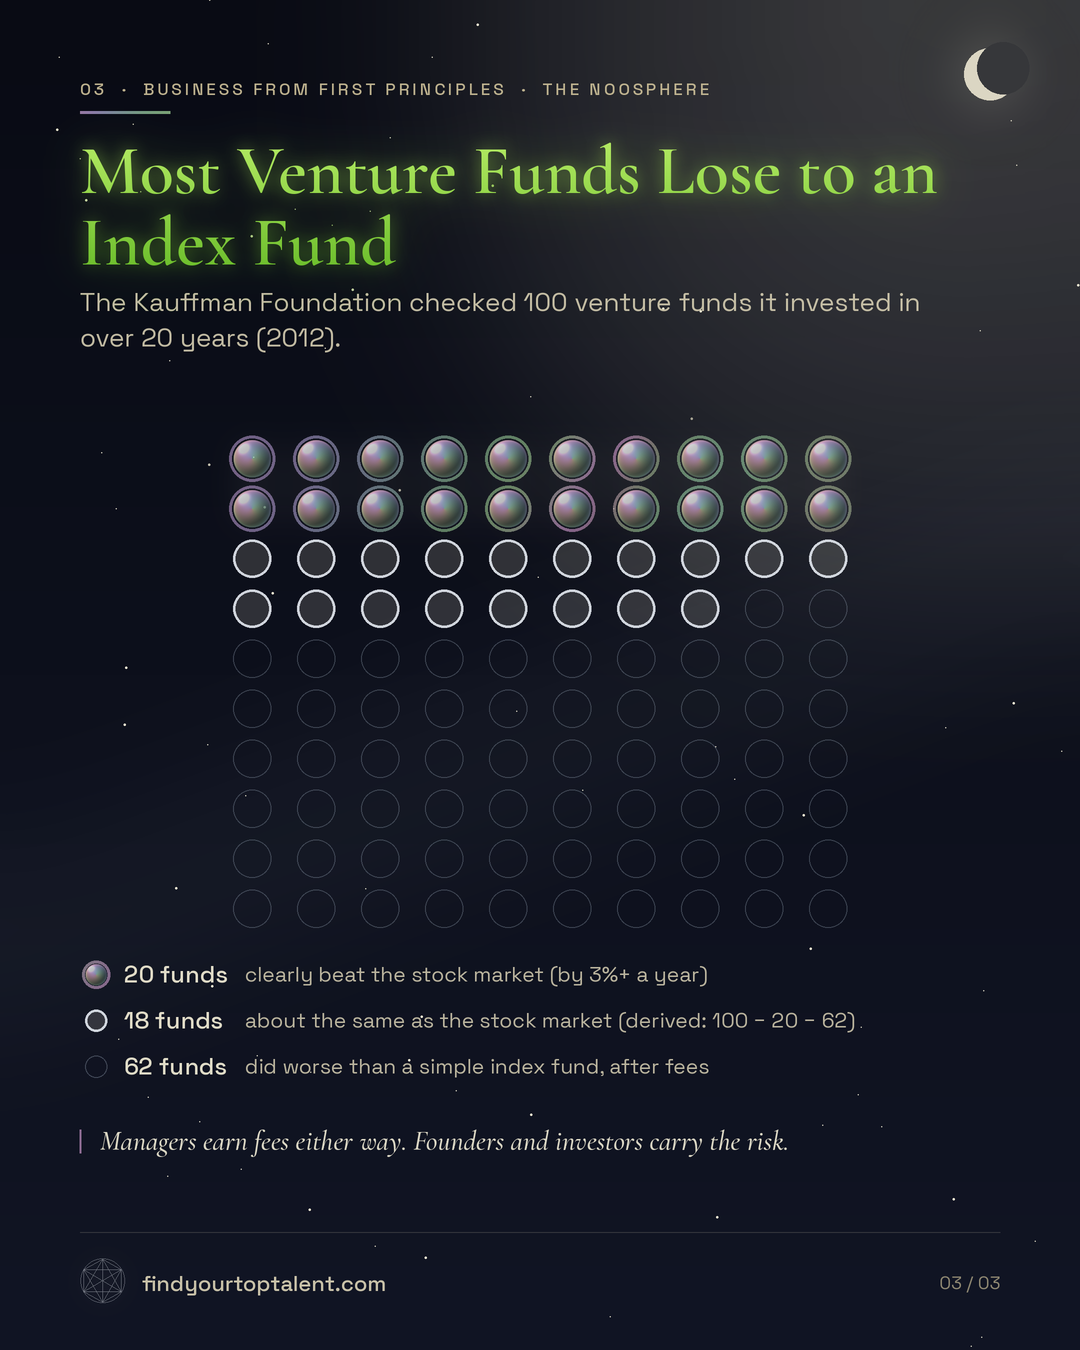 03 · BUSINESS FROM FIRST PRINCIPLES · THE NOOSPHERE
Most Venture Funds Lose to an
Index Fund
The Kauffman Foundation checked 100 venture funds it invested in
over 20 years (2012).
20 funds clearly beat the stock market (by 3%+ a year)
18 funds about the same as the stock market (derived: 100 − 20 − 62)
62 funds did worse than a simple index fund, after fees
Managers earn fees either way. Founders and investors carry the risk.
findyourtoptalent.com
03 / 03